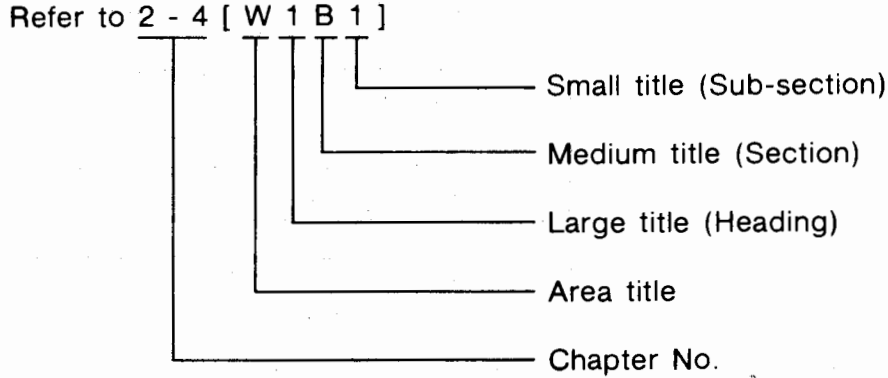 Refer to 2 - 4 [ W 1 B 1 ]
Small title (Sub-section)
Medium title (Section)
Large title (Heading)
Area title
Chapter No.